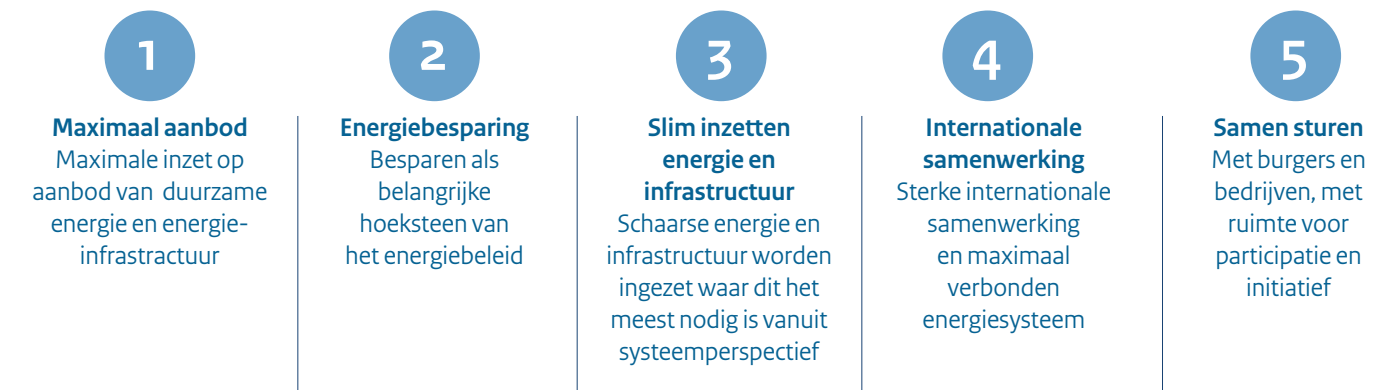 1
Maximaal aanbod
Maximale inzet op
aanbod van duurzame
energie en energie-
infrastractuur
2
Energiebesparing
Besparen als
belangrijke
hoeksteen van
het energiebeleid
3
Slim inzetten
energie en
infrastructuur
Schaarse energie en
infrastructuur worden
ingezet waar dit het
meest nodig is vanuit
systeemperspectief
4
Internationale
samenwerking
Sterke internationale
samenwerking
en maximaal
verbonden
energiesysteem
5
Samen sturen
Met burgers en
bedrijven, met
ruimte voor
participatie en
initiatief